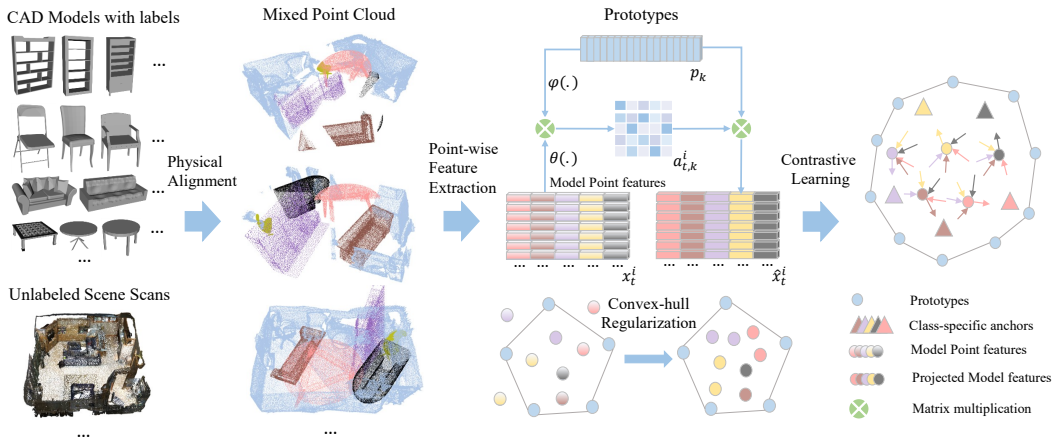 CAD Models with labels
Mixed Point Cloud
Prototypes
...
...
...
...
...
Physical
Alignment
Point-wise
Feature
Extraction
φ(.)
p_k
θ(.)
a^i_{t,k}
Model Point features
... ... ... ... ...
... ... ... ... ...
x^i_t
x̂^i_t
Contrastive
Learning
Unlabeled Scene Scans
Convex-hull
Regularization
Prototypes
Class-specific anchors
Model Point features
Projected Model features
Matrix multiplication
...
...